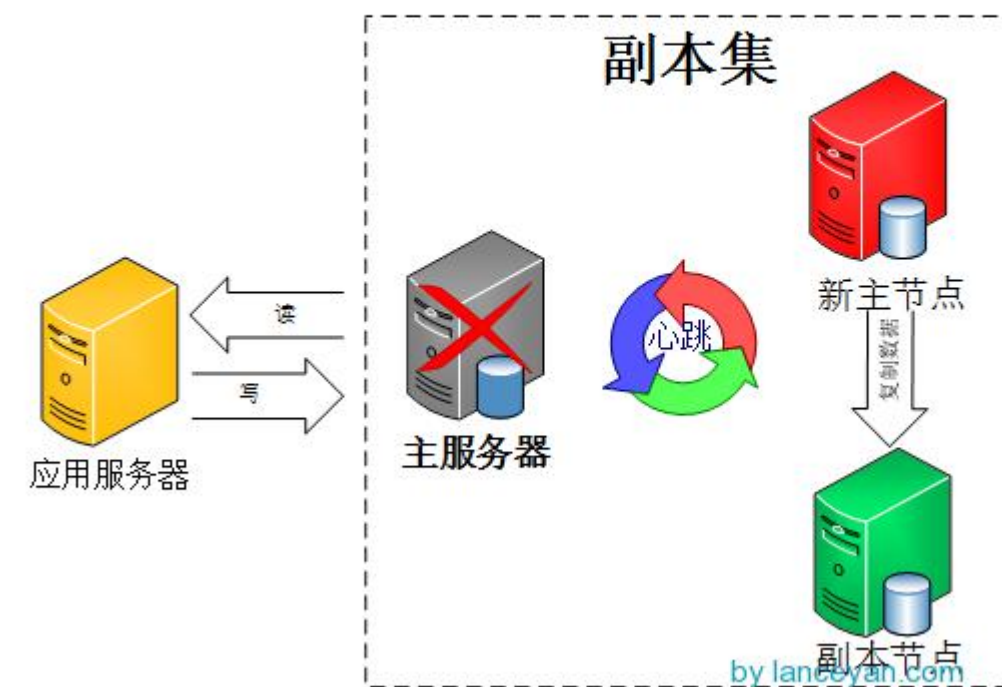 副本集
新主节点
读
心跳
复制数据
写
主服务器
应用服务器
副本节点
by lanceyan.com